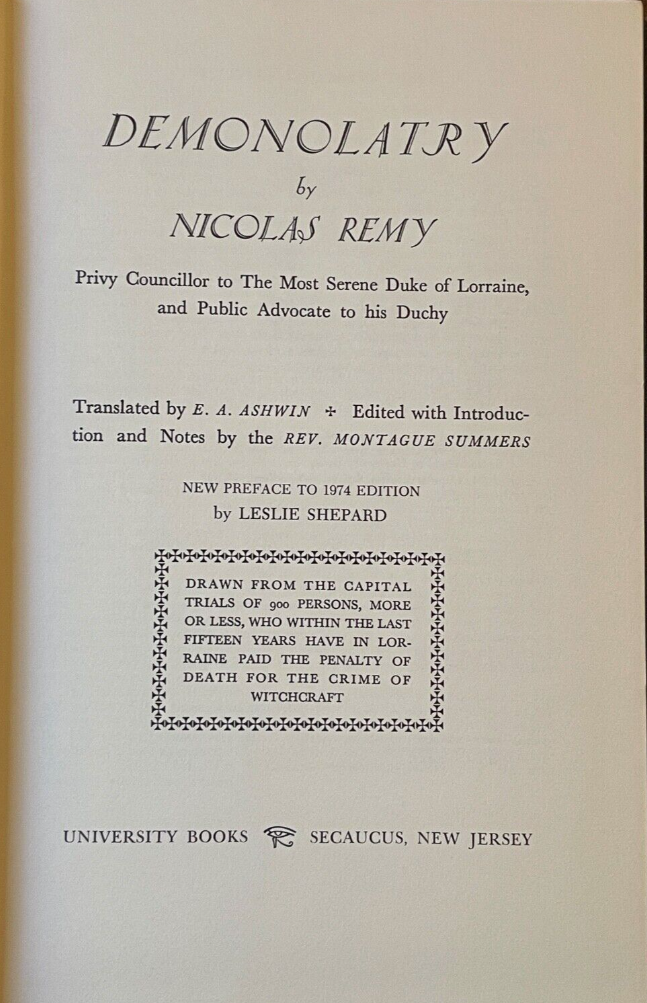 DEMONOLATRY
by
NICOLAS REMY
Privy Councillor to The Most Serene Duke of Lorraine,
and Public Advocate to his Duchy
Translated by E. A. ASHWIN ✢ Edited with Introduc-
tion and Notes by the REV. MONTAGUE SUMMERS
NEW PREFACE TO 1974 EDITION
by LESLIE SHEPARD
DRAWN FROM THE CAPITAL
TRIALS OF 900 PERSONS, MORE
OR LESS, WHO WITHIN THE LAST
FIFTEEN YEARS HAVE IN LOR-
RAINE PAID THE PENALTY OF
DEATH FOR THE CRIME OF
WITCHCRAFT
UNIVERSITY BOOKS SECAUCUS, NEW JERSEY